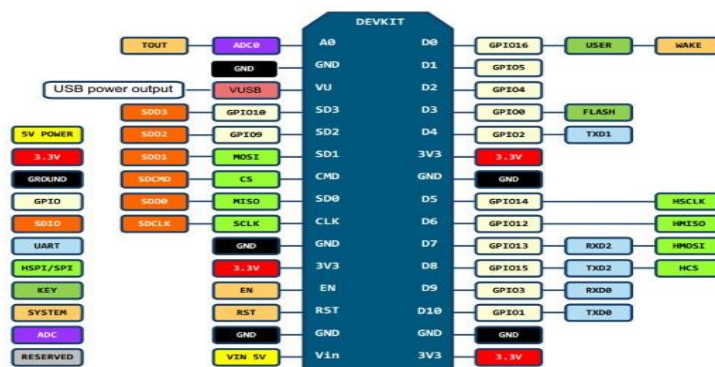 DEVKIT
TOUT ADC0 A0 D0 GPIO16 USER WAKE
GND GND D1 GPIO5
USB power output VUSB VU D2 GPIO4
SDD3 GPIO10 SD3 D3 GPIO0 FLASH
5V POWER SDD2 GPIO9 SD2 D4 GPIO2 TXD1
3.3V SDD1 MOSI SD1 3V3 3.3V
GROUND SDCMD CS CMD GND GND
GPIO SDD0 MISO SD0 D5 GPIO14 HSCLK
SDIO SDCLK SCLK CLK D6 GPIO12 HMISO
UART GND GND D7 GPIO13 RXD2 HMOSI
HSPI/SPI 3.3V 3V3 D8 GPIO15 TXD2 HCS
KEY EN EN D9 GPIO3 RXD0
SYSTEM RST RST D10 GPIO1 TXD0
ADC GND GND GND GND
RESERVED VIN 5V Vin 3V3 3.3V